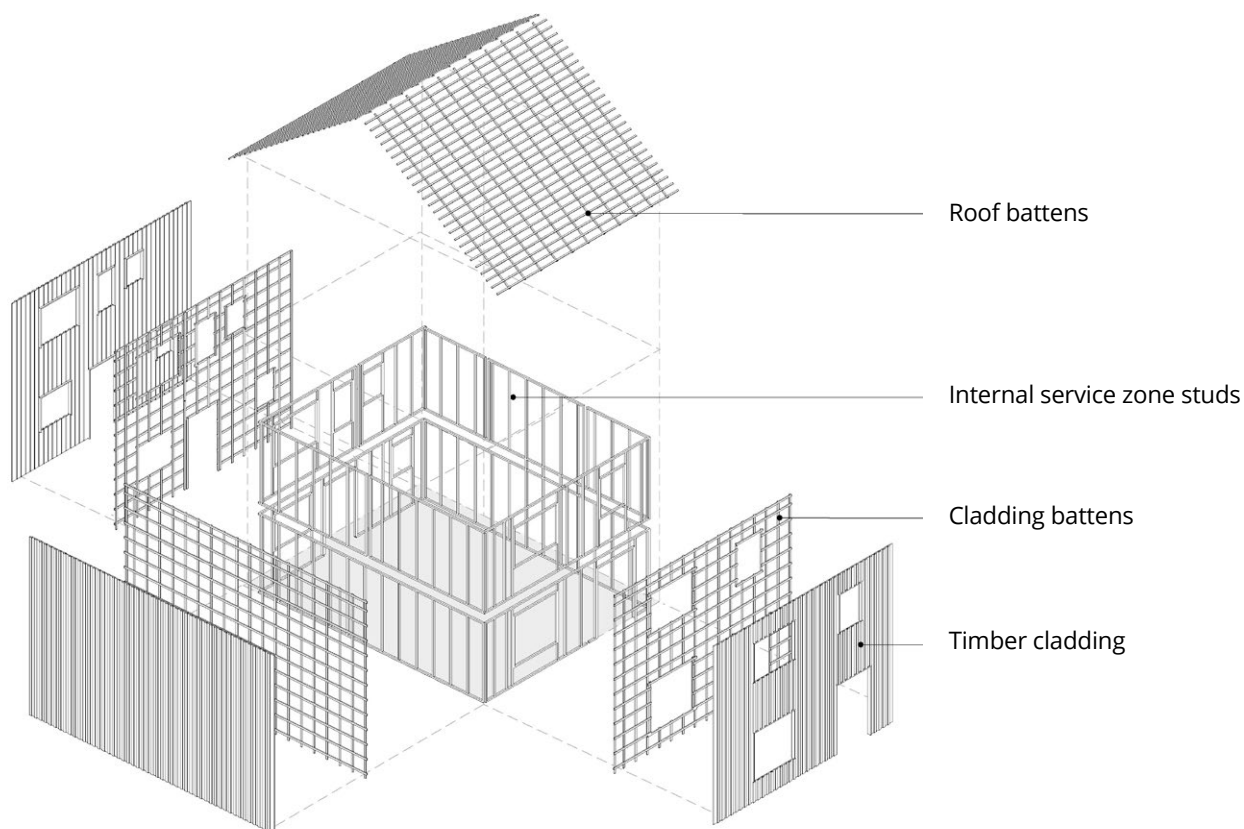 Roof battens
Internal service zone studs
Cladding battens
Timber cladding